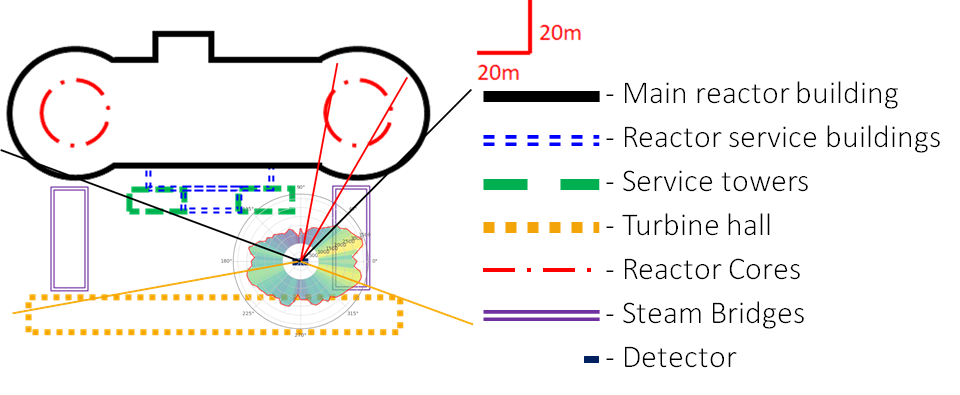 20m
20m
- Main reactor building
- Reactor service buildings
- Service towers
- Turbine hall
- Reactor Cores
- Steam Bridges
- Detector
90°
180°
0°
225°
315°
270°